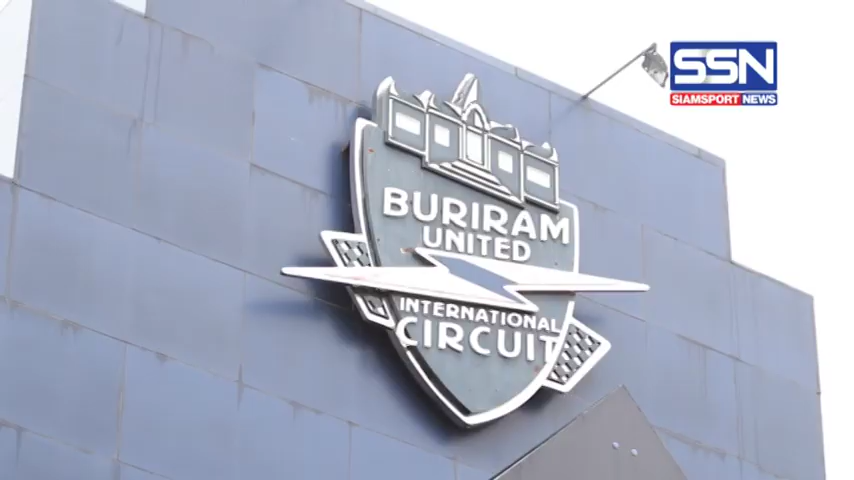 SSN
SIAMSPORT NEWS
BURIRAM
UNITED
INTERNATIONAL
CIRCUIT